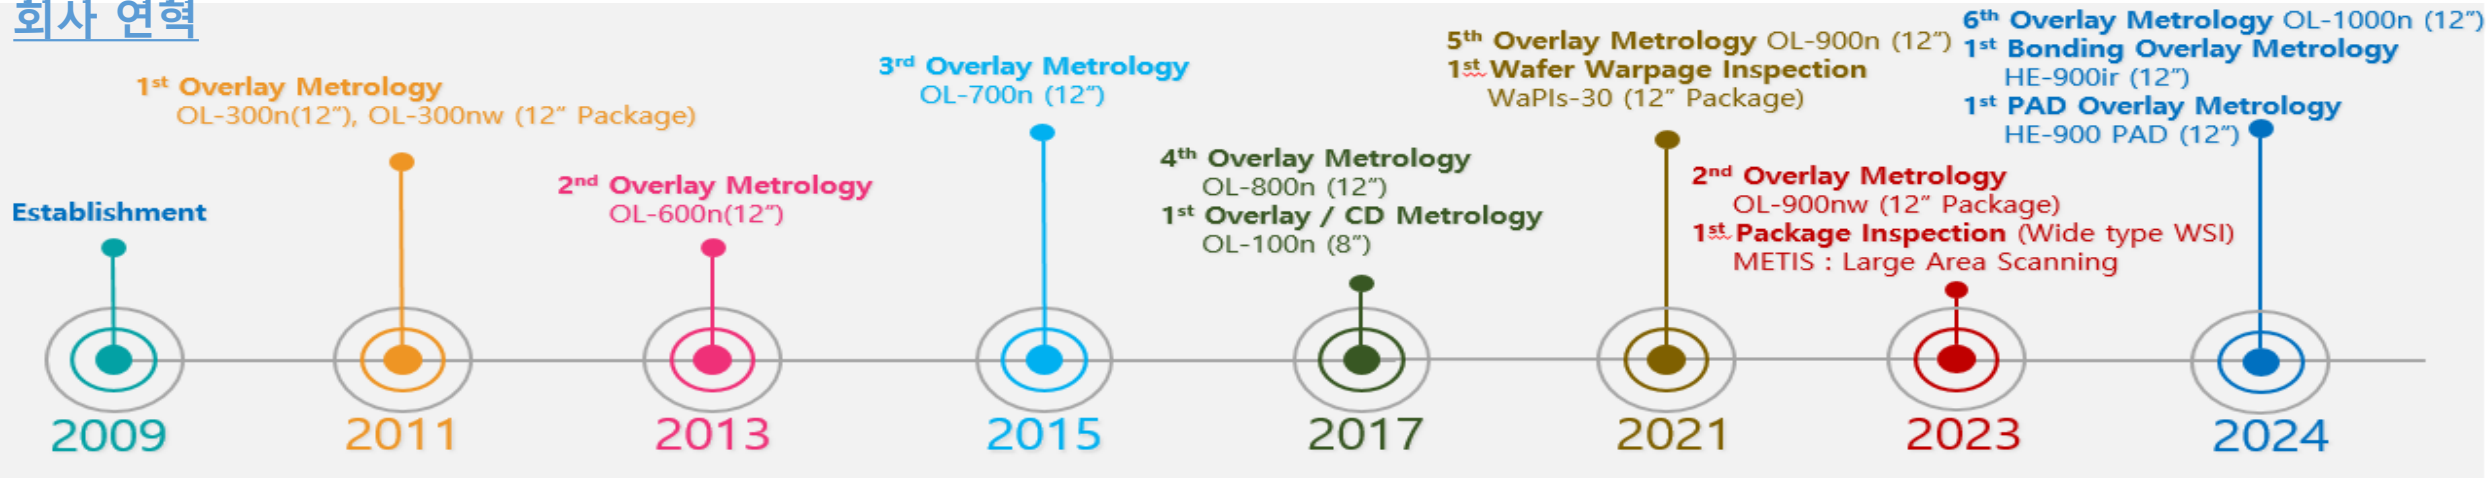 회사 연혁
Establishment
2009
1st Overlay Metrology
OL-300n(12”), OL-300nw (12” Package)
2011
2nd Overlay Metrology
OL-600n(12”)
2013
3rd Overlay Metrology
OL-700n (12”)
2015
4th Overlay Metrology
OL-800n (12”)
1st Overlay / CD Metrology
OL-100n (8”)
2017
5th Overlay Metrology OL-900n (12”)
1st Wafer Warpage Inspection
WaPIs-30 (12” Package)
2021
2nd Overlay Metrology
OL-900nw (12” Package)
1st Package Inspection (Wide type WSI)
METIS : Large Area Scanning
2023
6th Overlay Metrology OL-1000n (12”)
1st Bonding Overlay Metrology
HE-900ir (12”)
1st PAD Overlay Metrology
HE-900 PAD (12”)
2024